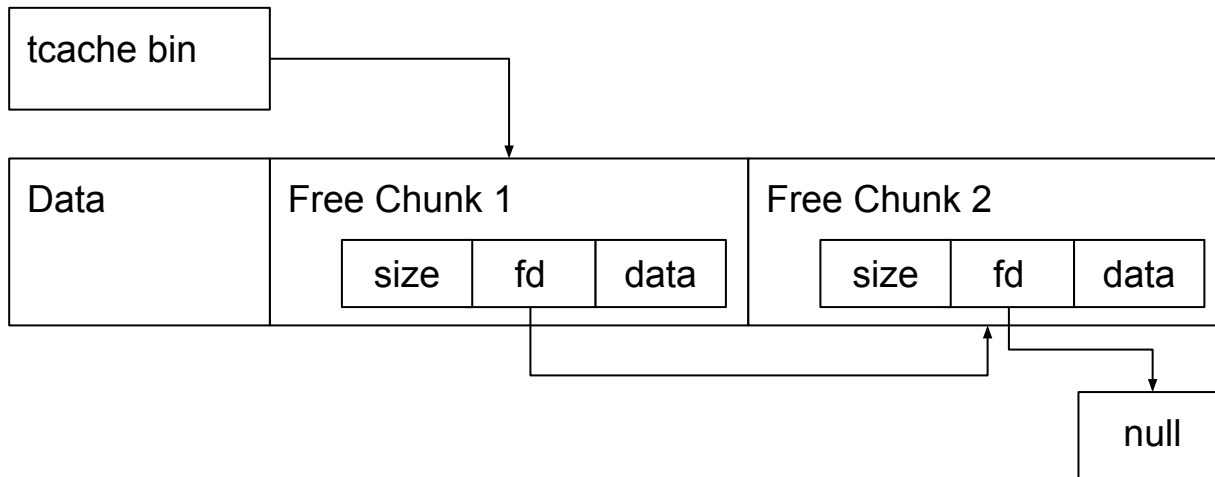 tcache bin
Data
Free Chunk 1
Free Chunk 2
size
fd
data
size
fd
data
null